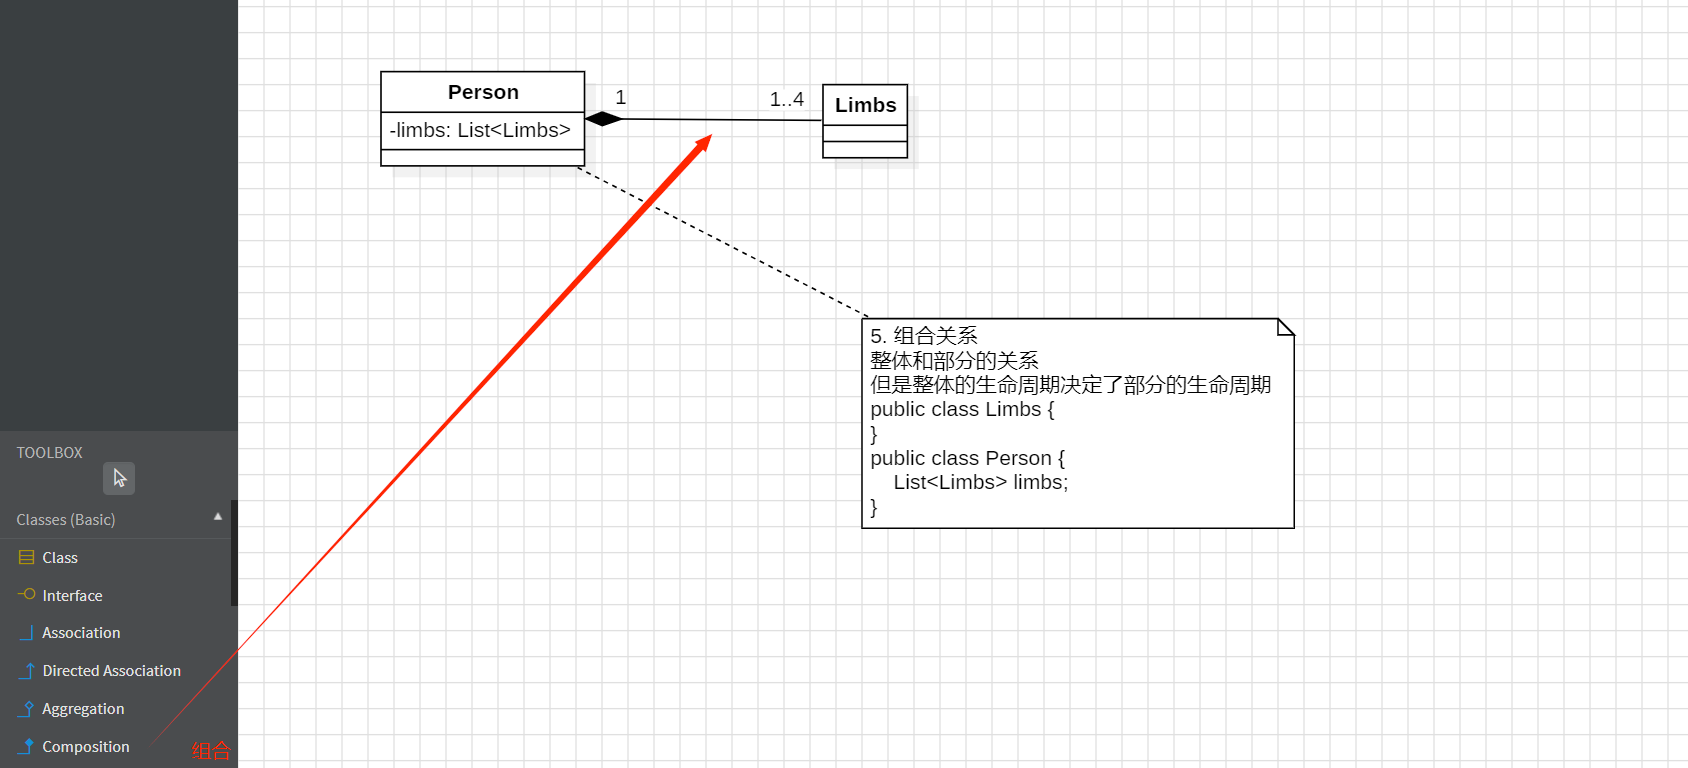 Person
-limbs: List<Limbs>
1
1..4
Limbs
5. 组合关系
整体和部分的关系
但是整体的生命周期决定了部分的生命周期
public class Limbs {
}
public class Person {
    List<Limbs> limbs;
}
TOOLBOX
Classes (Basic)
Class
Interface
Association
Directed Association
Aggregation
Composition
组合